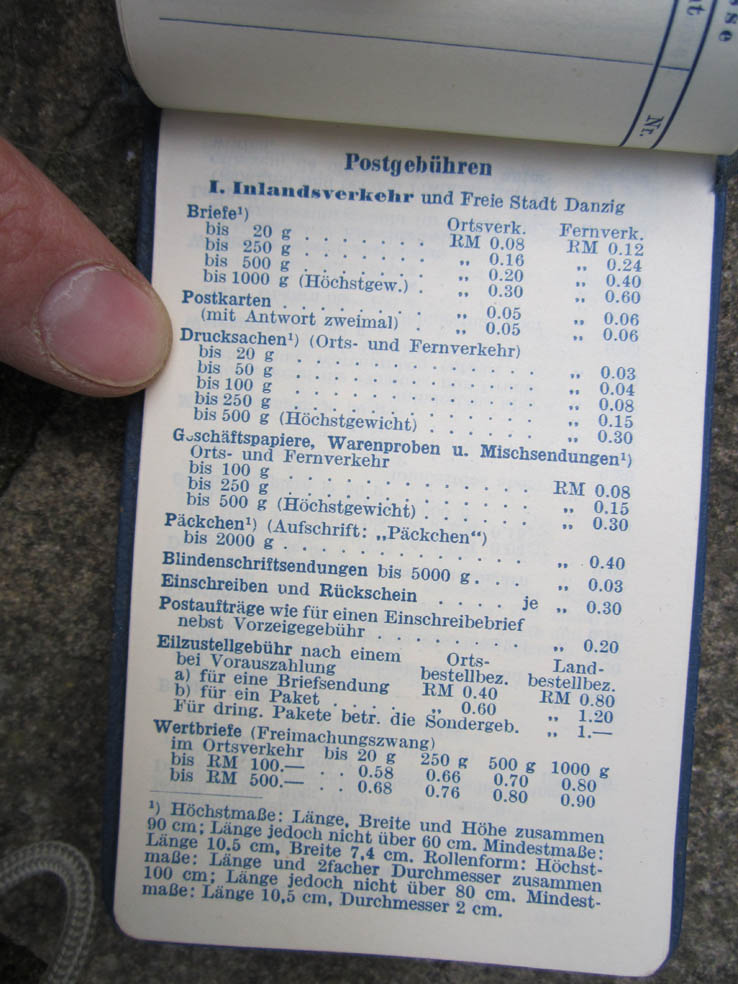 sse
Nr.
Postgebühren
I. Inlandsverkehr und Freie Stadt Danzig
Briefe¹) Ortsverk. Fernverk.
bis 20 g . . . . . . . RM 0.08 RM 0.12
bis 250 g . . . . . . . „ 0.16 „ 0.24
bis 500 g . . . . . . . „ 0.20 „ 0.40
bis 1000 g (Höchstgew.) . „ 0.30 „ 0.60
Postkarten . . . . . . . . „ 0.05 „ 0.06
(mit Antwort zweimal) . „ 0.05 „ 0.06
Drucksachen¹) (Orts- und Fernverkehr)
bis 20 g . . . . . . . . . . . . . „ 0.03
bis 50 g . . . . . . . . . . . . . „ 0.04
bis 100 g . . . . . . . . . . . . . „ 0.08
bis 250 g . . . . . . . . . . . . . „ 0.15
bis 500 g (Höchstgewicht) . . . . . . „ 0.30
Geschäftspapiere, Warenproben u. Mischsendungen¹)
Orts- und Fernverkehr
bis 100 g . . . . . . . . . . . . . RM 0.08
bis 250 g . . . . . . . . . . . . . „ 0.15
bis 500 g (Höchstgewicht) . . . . . . „ 0.30
Päckchen¹) (Aufschrift: „Päckchen“)
bis 2000 g . . . . . . . . . . . . . „ 0.40
Blindenschriftsendungen bis 5000 g . . . „ 0.03
Einschreiben und Rückschein . . . . je „ 0.30
Postaufträge wie für einen Einschreibebrief
nebst Vorzeigegebühr . . . . . . . . „ 0.20
Eilzustellgebühr nach einem Orts- Land-
bei Vorauszahlung bestellbez. bestellbez.
a) für eine Briefsendung RM 0.40 RM 0.80
b) für ein Paket . . . . „ 0.60 „ 1.20
Für dring. Pakete betr. die Sondergeb. „ 1.—
Wertbriefe (Freimachungszwang)
im Ortsverkehr bis 20 g 250 g 500 g 1000 g
bis RM 100.— . . 0.58 0.66 0.70 0.80
bis RM 500.— . . 0.68 0.76 0.80 0.90
¹) Höchstmaße: Länge, Breite und Höhe zusammen
90 cm; Länge jedoch nicht über 60 cm. Mindestmaße:
Länge 10.5 cm, Breite 7,4 cm. Rollenform: Höchst-
maße: Länge und 2facher Durchmesser zusammen
100 cm; Länge jedoch nicht über 80 cm. Mindest-
maße: Länge 10,5 cm, Durchmesser 2 cm.